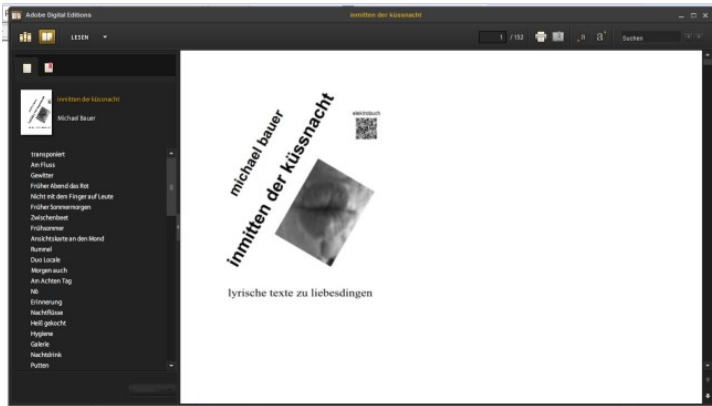 Adobe Digital Editions
inmitten der küssnacht
LESEN
1 / 152
a a
Suchen
inmitten der küssnacht
Michael Bauer
transponiert
Am Fluss
Gewitter
Früher Abend das Rot
Nicht mit dem Finger auf Leute
Früher Sommermorgen
Zwischenbeet
Frühsommer
Ansichtskarte an den Mond
Rummel
Duo Locale
Morgen auch
Am Achten Tag
Nö
Erinnerung
Nachtflüsse
Heiß gekocht
Hygiene
Galerie
Nachtdrink
Putten
elektrobuch
michael bauer
inmitten der küssnacht
lyrische texte zu liebesdingen